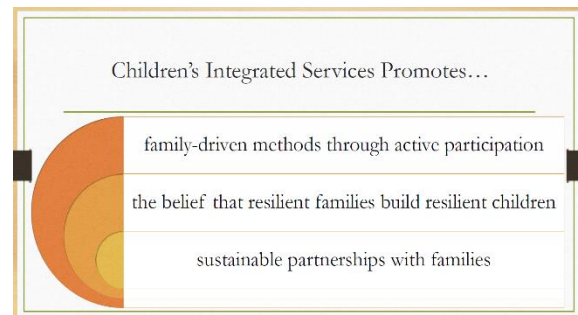 Children's Integrated Services Promotes…
family-driven methods through active participation
the belief that resilient families build resilient children
sustainable partnerships with families